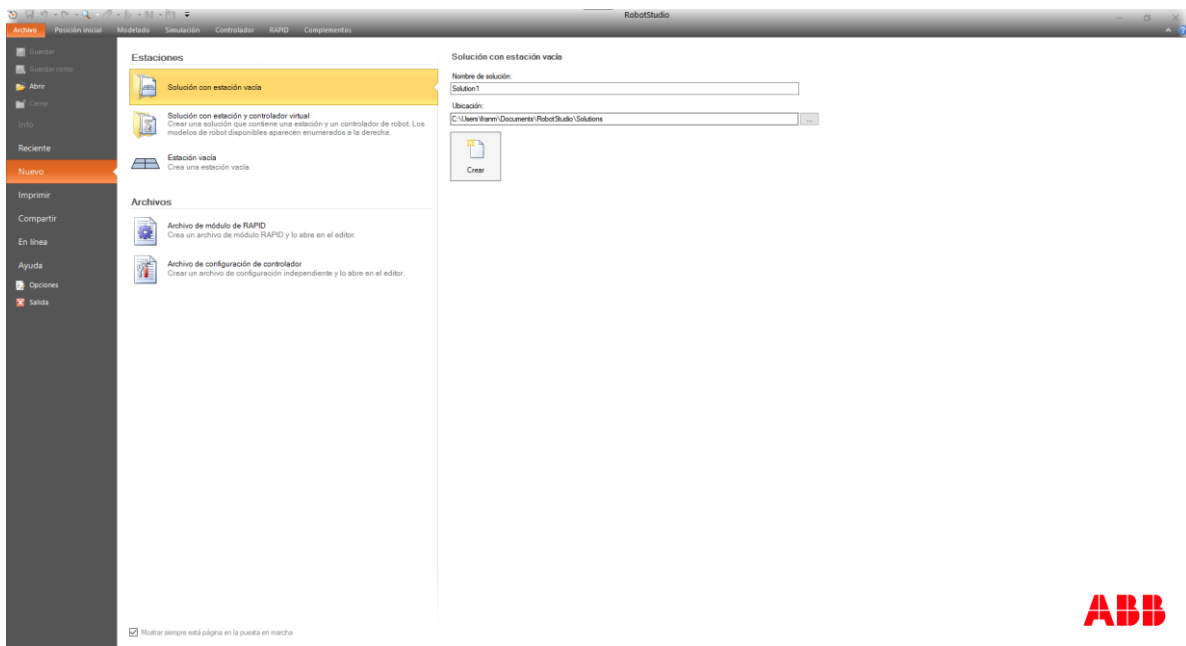 RobotStudio
Archivo Posición inicial Modelado Simulación Controlador RAPID Complementos
Guardar
Guardar como
Abrir
Cerrar
Info
Reciente
Nuevo
Imprimir
Compartir
En línea
Ayuda
Opciones
Salida
Estaciones
Solución con estación vacía
Solución con estación y controlador virtual
Crear una solución que contiene una estación y un controlador de robot. Los
modelos de robot disponibles aparecen enumerados a la derecha.
Estación vacía
Crea una estación vacía.
Archivos
Archivo de módulo de RAPID
Crea un archivo de módulo RAPID y lo abre en el editor.
Archivo de configuración de controlador
Crear un archivo de configuración independiente y lo abre en el editor.
Mostrar siempre está página en la puesta en marcha
Solución con estación vacía
Nombre de solución:
Solution1
Ubicación:
C:\Users\franm\Documents\RobotStudio\Solutions
...
Crear
ABB